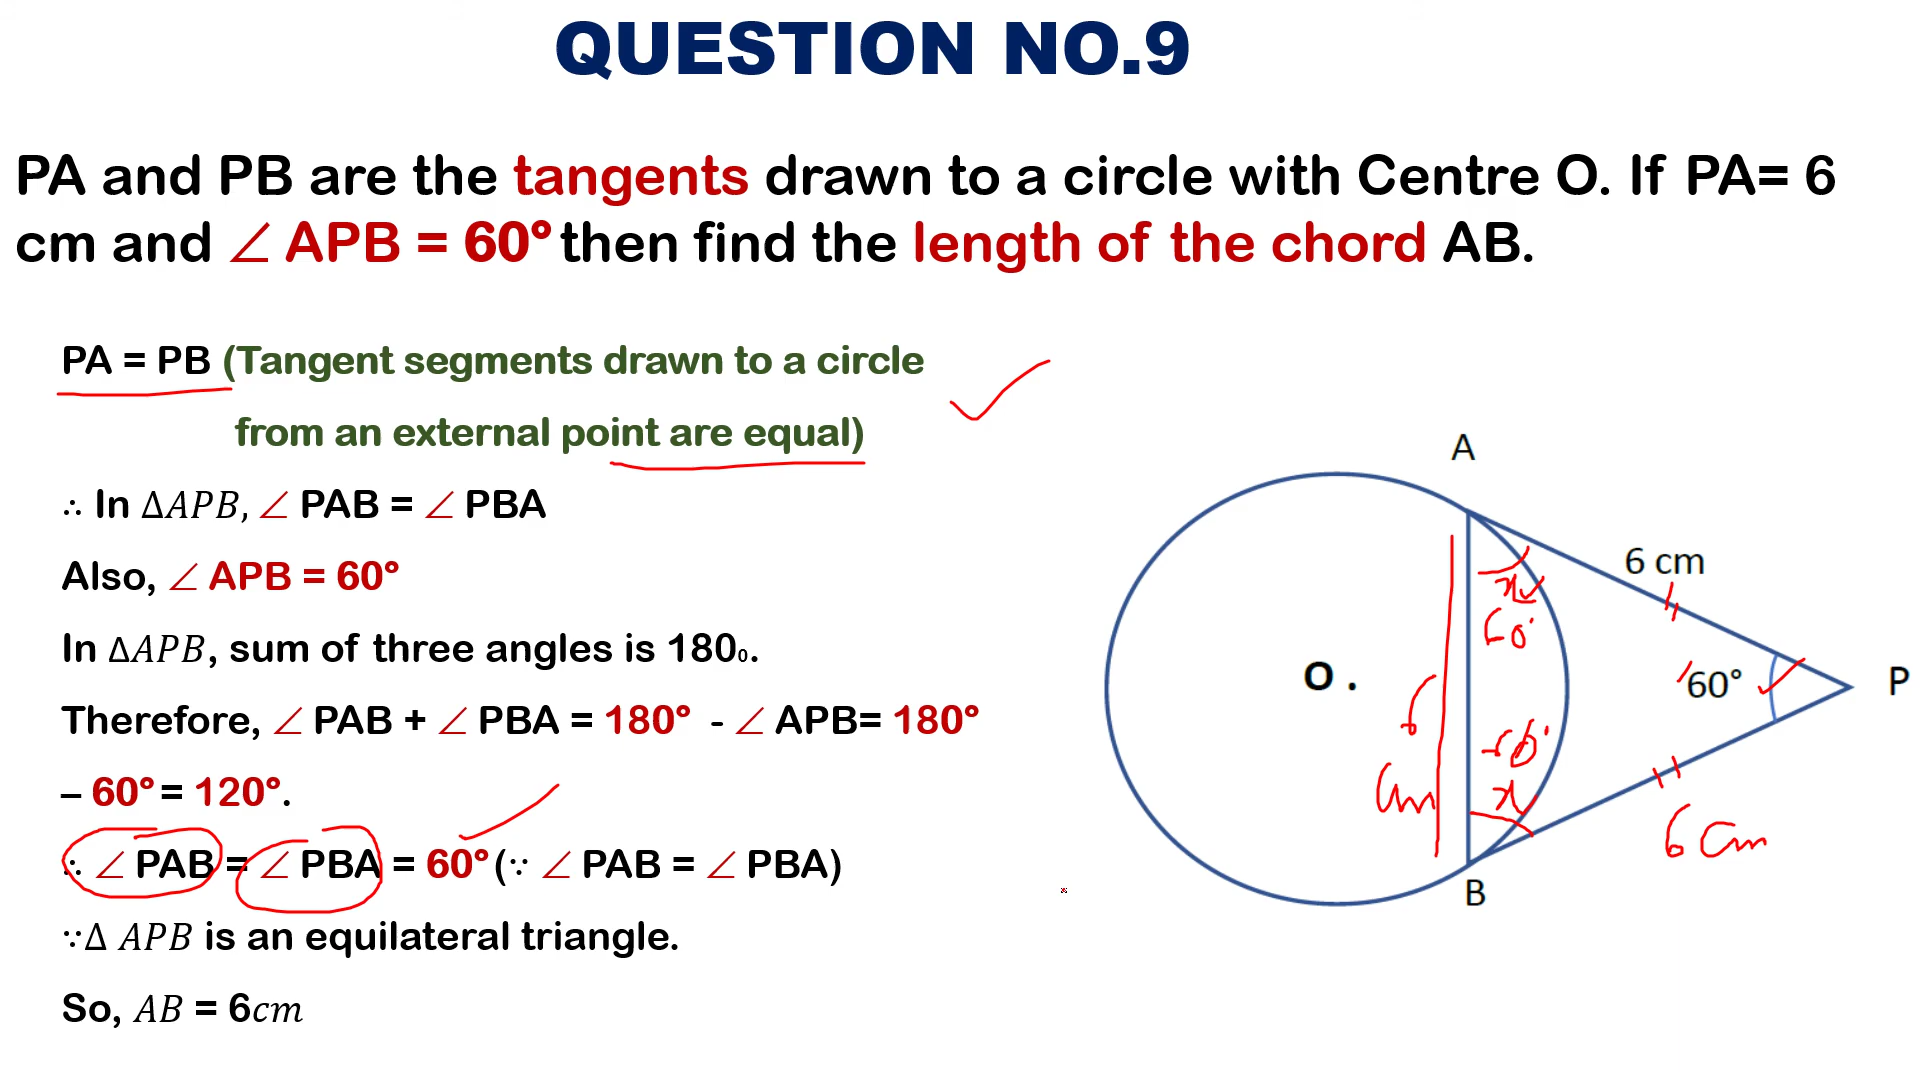 QUESTION NO.9
PA and PB are the tangents drawn to a circle with Centre O. If PA= 6
cm and ∠ APB = 60° then find the length of the chord AB.
PA = PB (Tangent segments drawn to a circle
from an external point are equal)
∴ In ΔAPB, ∠ PAB = ∠ PBA
Also, ∠ APB = 60°
In ΔAPB, sum of three angles is 180₀.
Therefore, ∠ PAB + ∠ PBA = 180° - ∠ APB= 180°
– 60° = 120°.
∴ ∠ PAB = ∠ PBA = 60° (∵ ∠ PAB = ∠ PBA)
∵Δ APB is an equilateral triangle.
So, AB = 6cm
A
6 cm
x
60°
O .
60°
P
6
cm
60°
x
6 cm
B